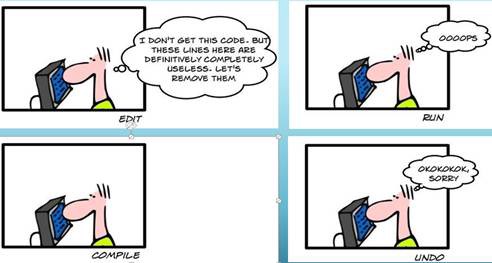 I DON'T GET THIS CODE. BUT
THESE LINES HERE ARE
DEFINITIVELY COMPLETELY
USELESS. LET'S
REMOVE THEM
EDIT
OOOOPS
RUN
COMPILE
OKOKOKOK,
SORRY
UNDO